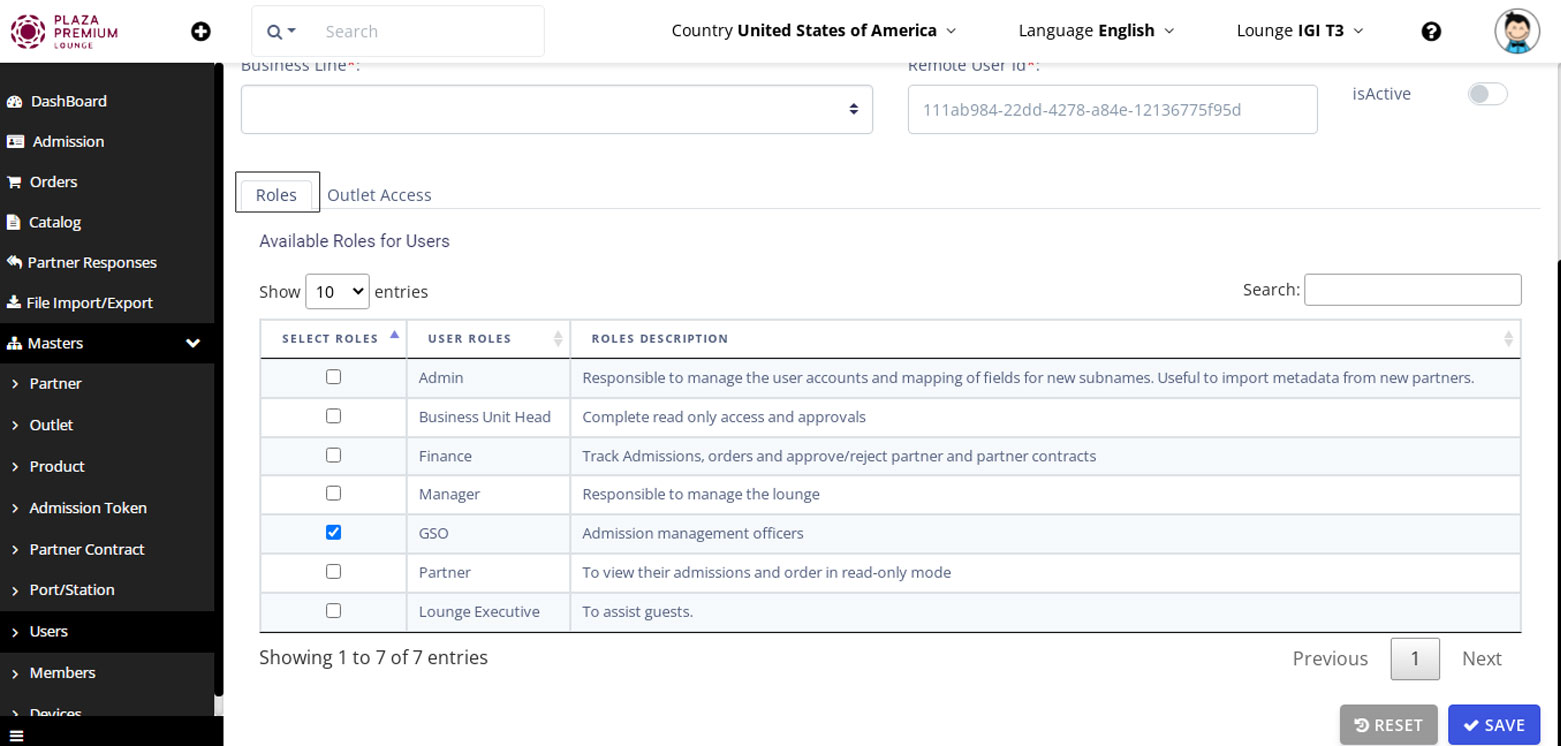 PLAZA
PREMIUM
LOUNGE
Search
Country United States of America
Language English
Lounge IGI T3
Business Line*:
Remote User Id*:
111ab984-22dd-4278-a84e-12136775f95d
isActive
DashBoard
Admission
Orders
Catalog
Partner Responses
File Import/Export
Masters
Partner
Outlet
Product
Admission Token
Partner Contract
Port/Station
Users
Members
Devices
Roles
Outlet Access
Available Roles for Users
Show 10 entries
Search:
SELECT ROLES USER ROLES ROLES DESCRIPTION
Admin Responsible to manage the user accounts and mapping of fields for new subnames. Useful to import metadata from new partners.
Business Unit Head Complete read only access and approvals
Finance Track Admissions, orders and approve/reject partner and partner contracts
Manager Responsible to manage the lounge
GSO Admission management officers
Partner To view their admissions and order in read-only mode
Lounge Executive To assist guests.
Showing 1 to 7 of 7 entries
Previous 1 Next
RESET SAVE